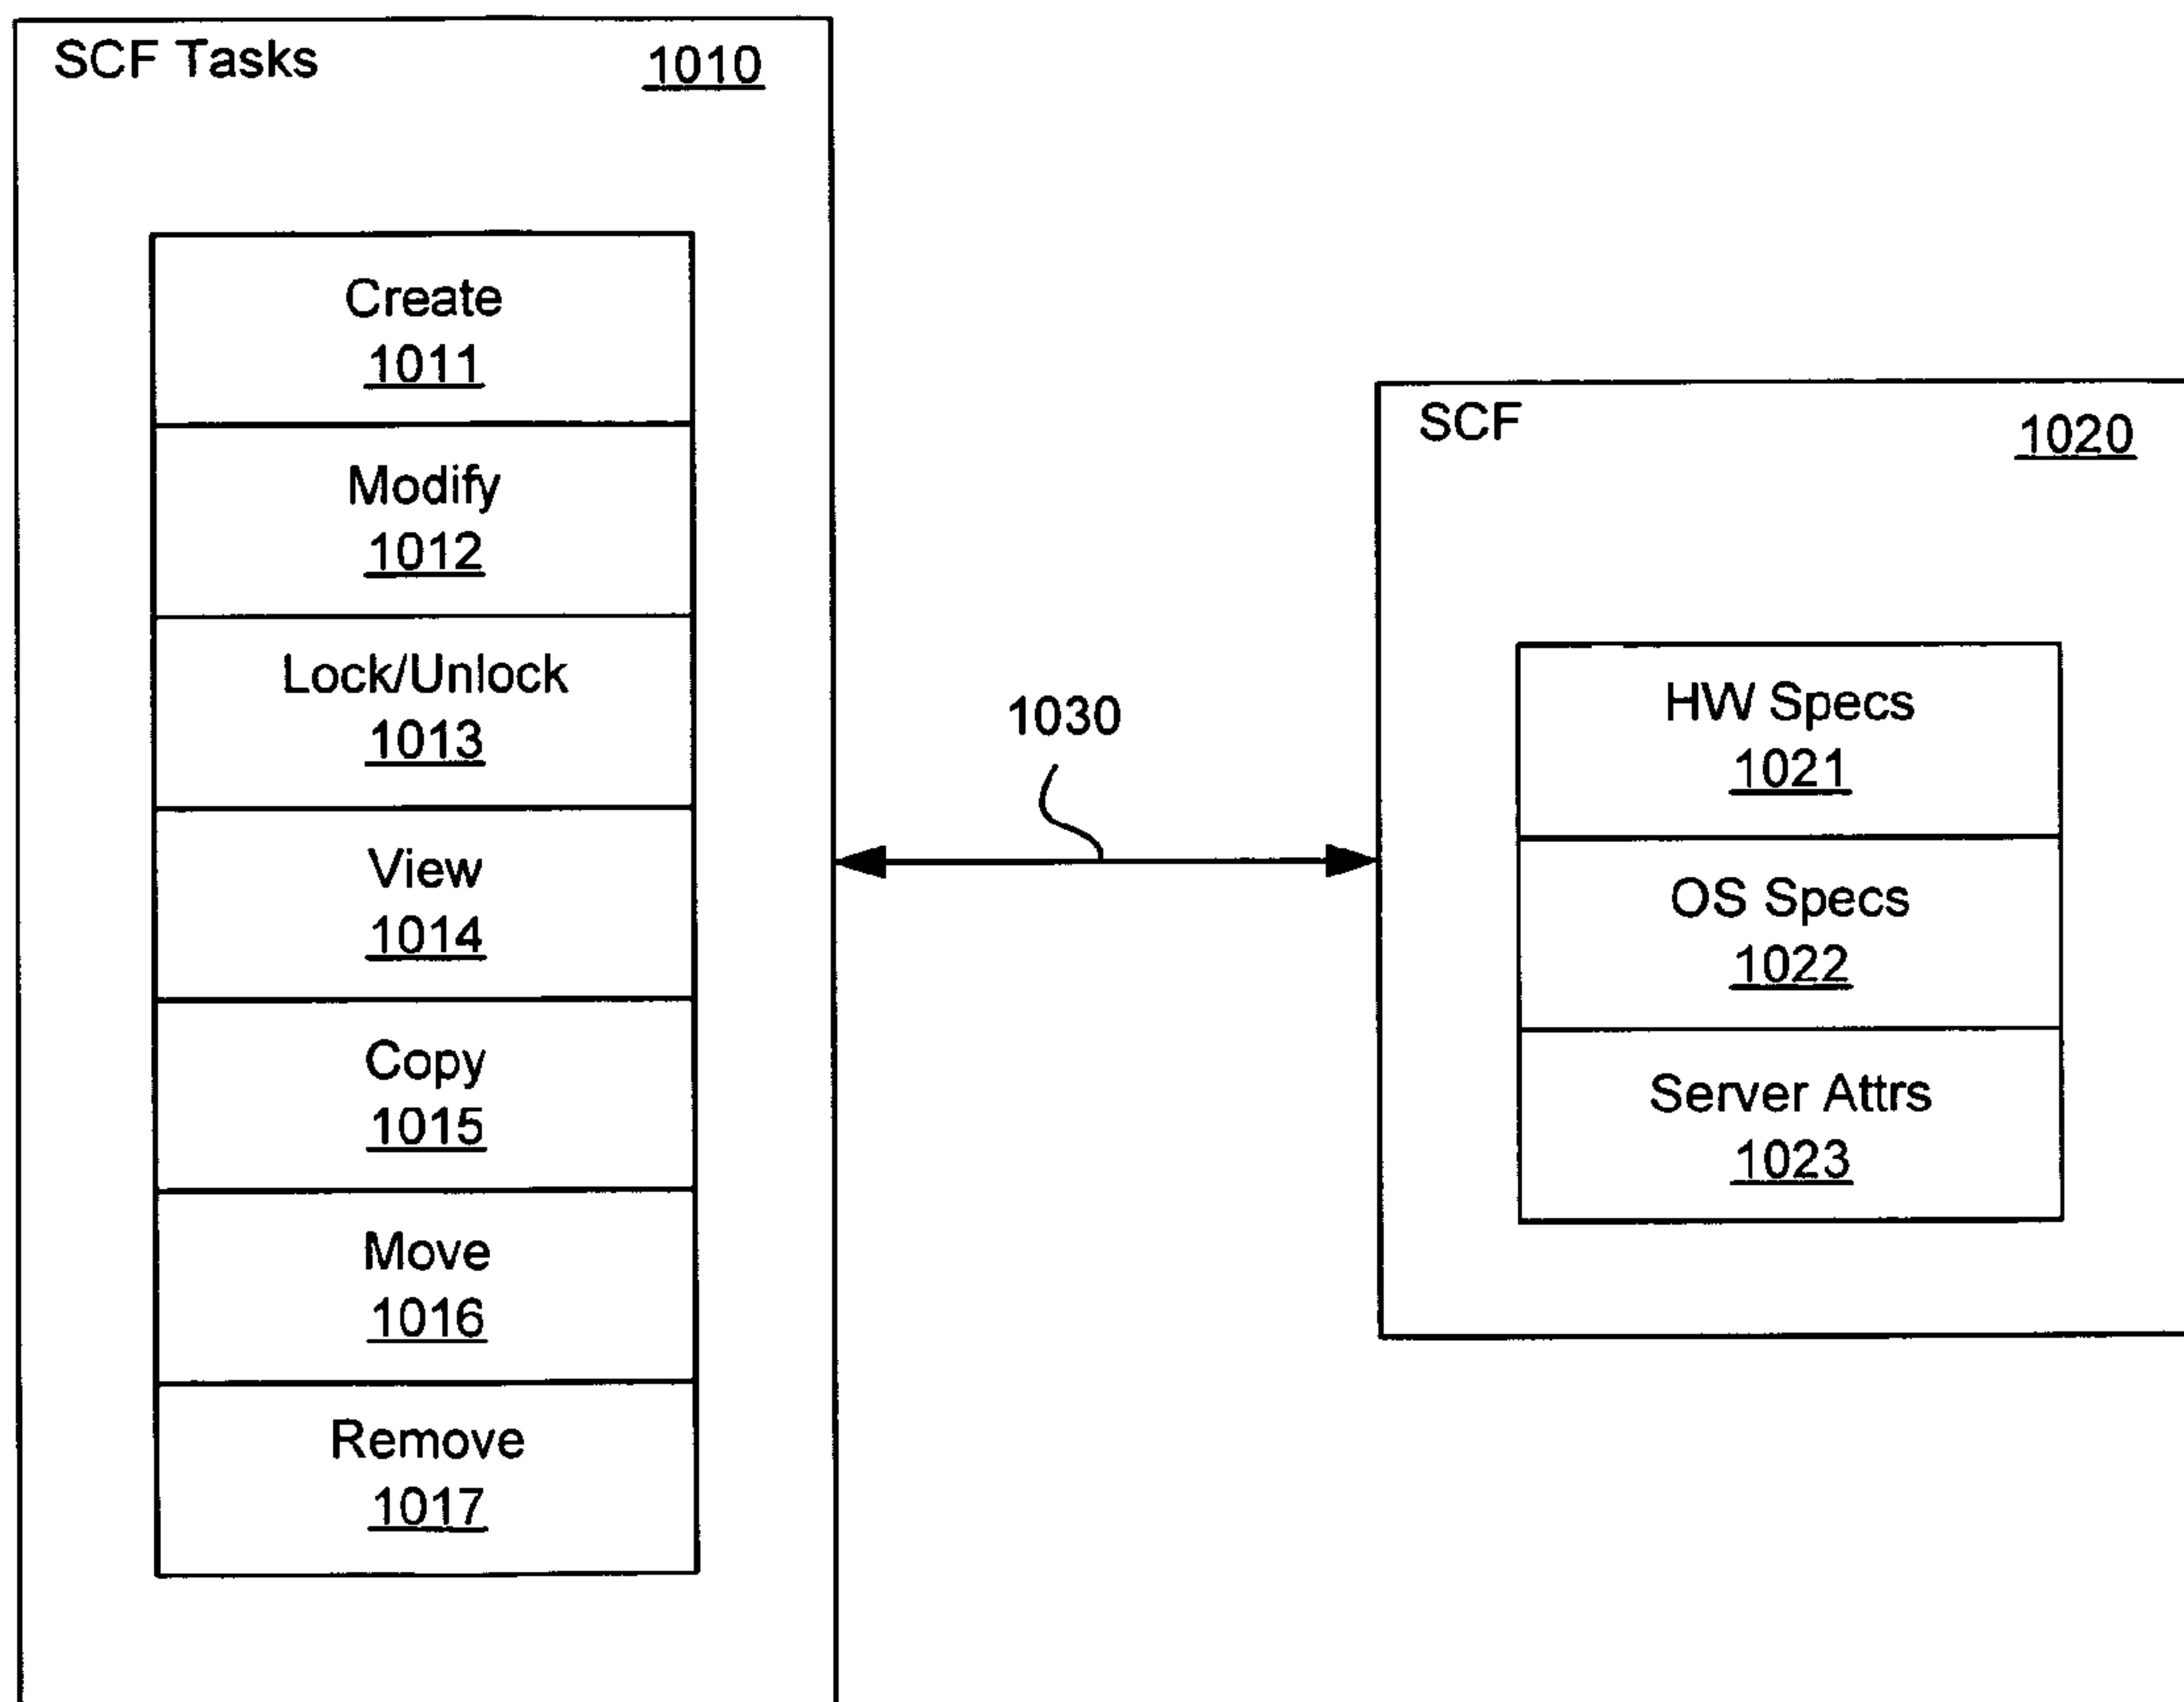 SCF Tasks
1010
Create
1011
Modify
1012
Lock/Unlock
1013
View
1014
Copy
1015
Move
1016
Remove
1017
1030
SCF
1020
HW Specs
1021
OS Specs
1022
Server Attrs
1023